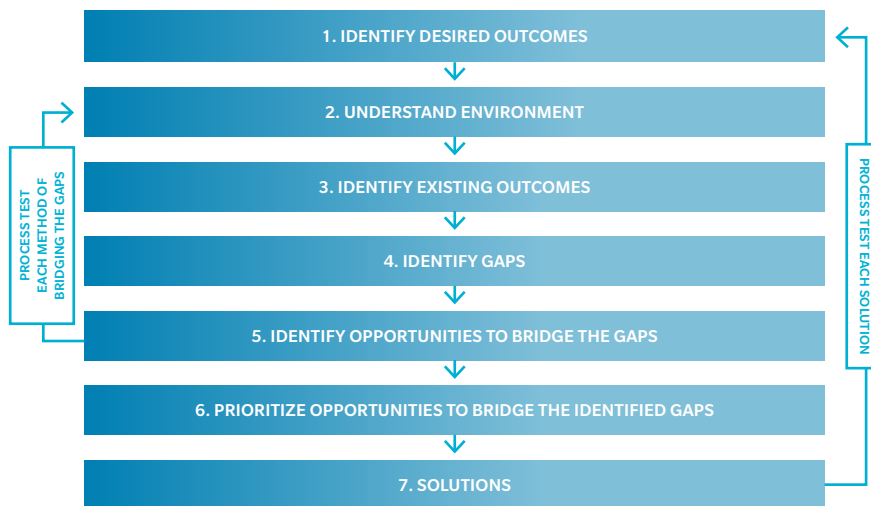 1. IDENTIFY DESIRED OUTCOMES
2. UNDERSTAND ENVIRONMENT
3. IDENTIFY EXISTING OUTCOMES
4. IDENTIFY GAPS
5. IDENTIFY OPPORTUNITIES TO BRIDGE THE GAPS
6. PRIORITIZE OPPORTUNITIES TO BRIDGE THE IDENTIFIED GAPS
7. SOLUTIONS
PROCESS TEST
EACH METHOD OF
BRIDGING THE GAPS
PROCESS TEST EACH SOLUTION